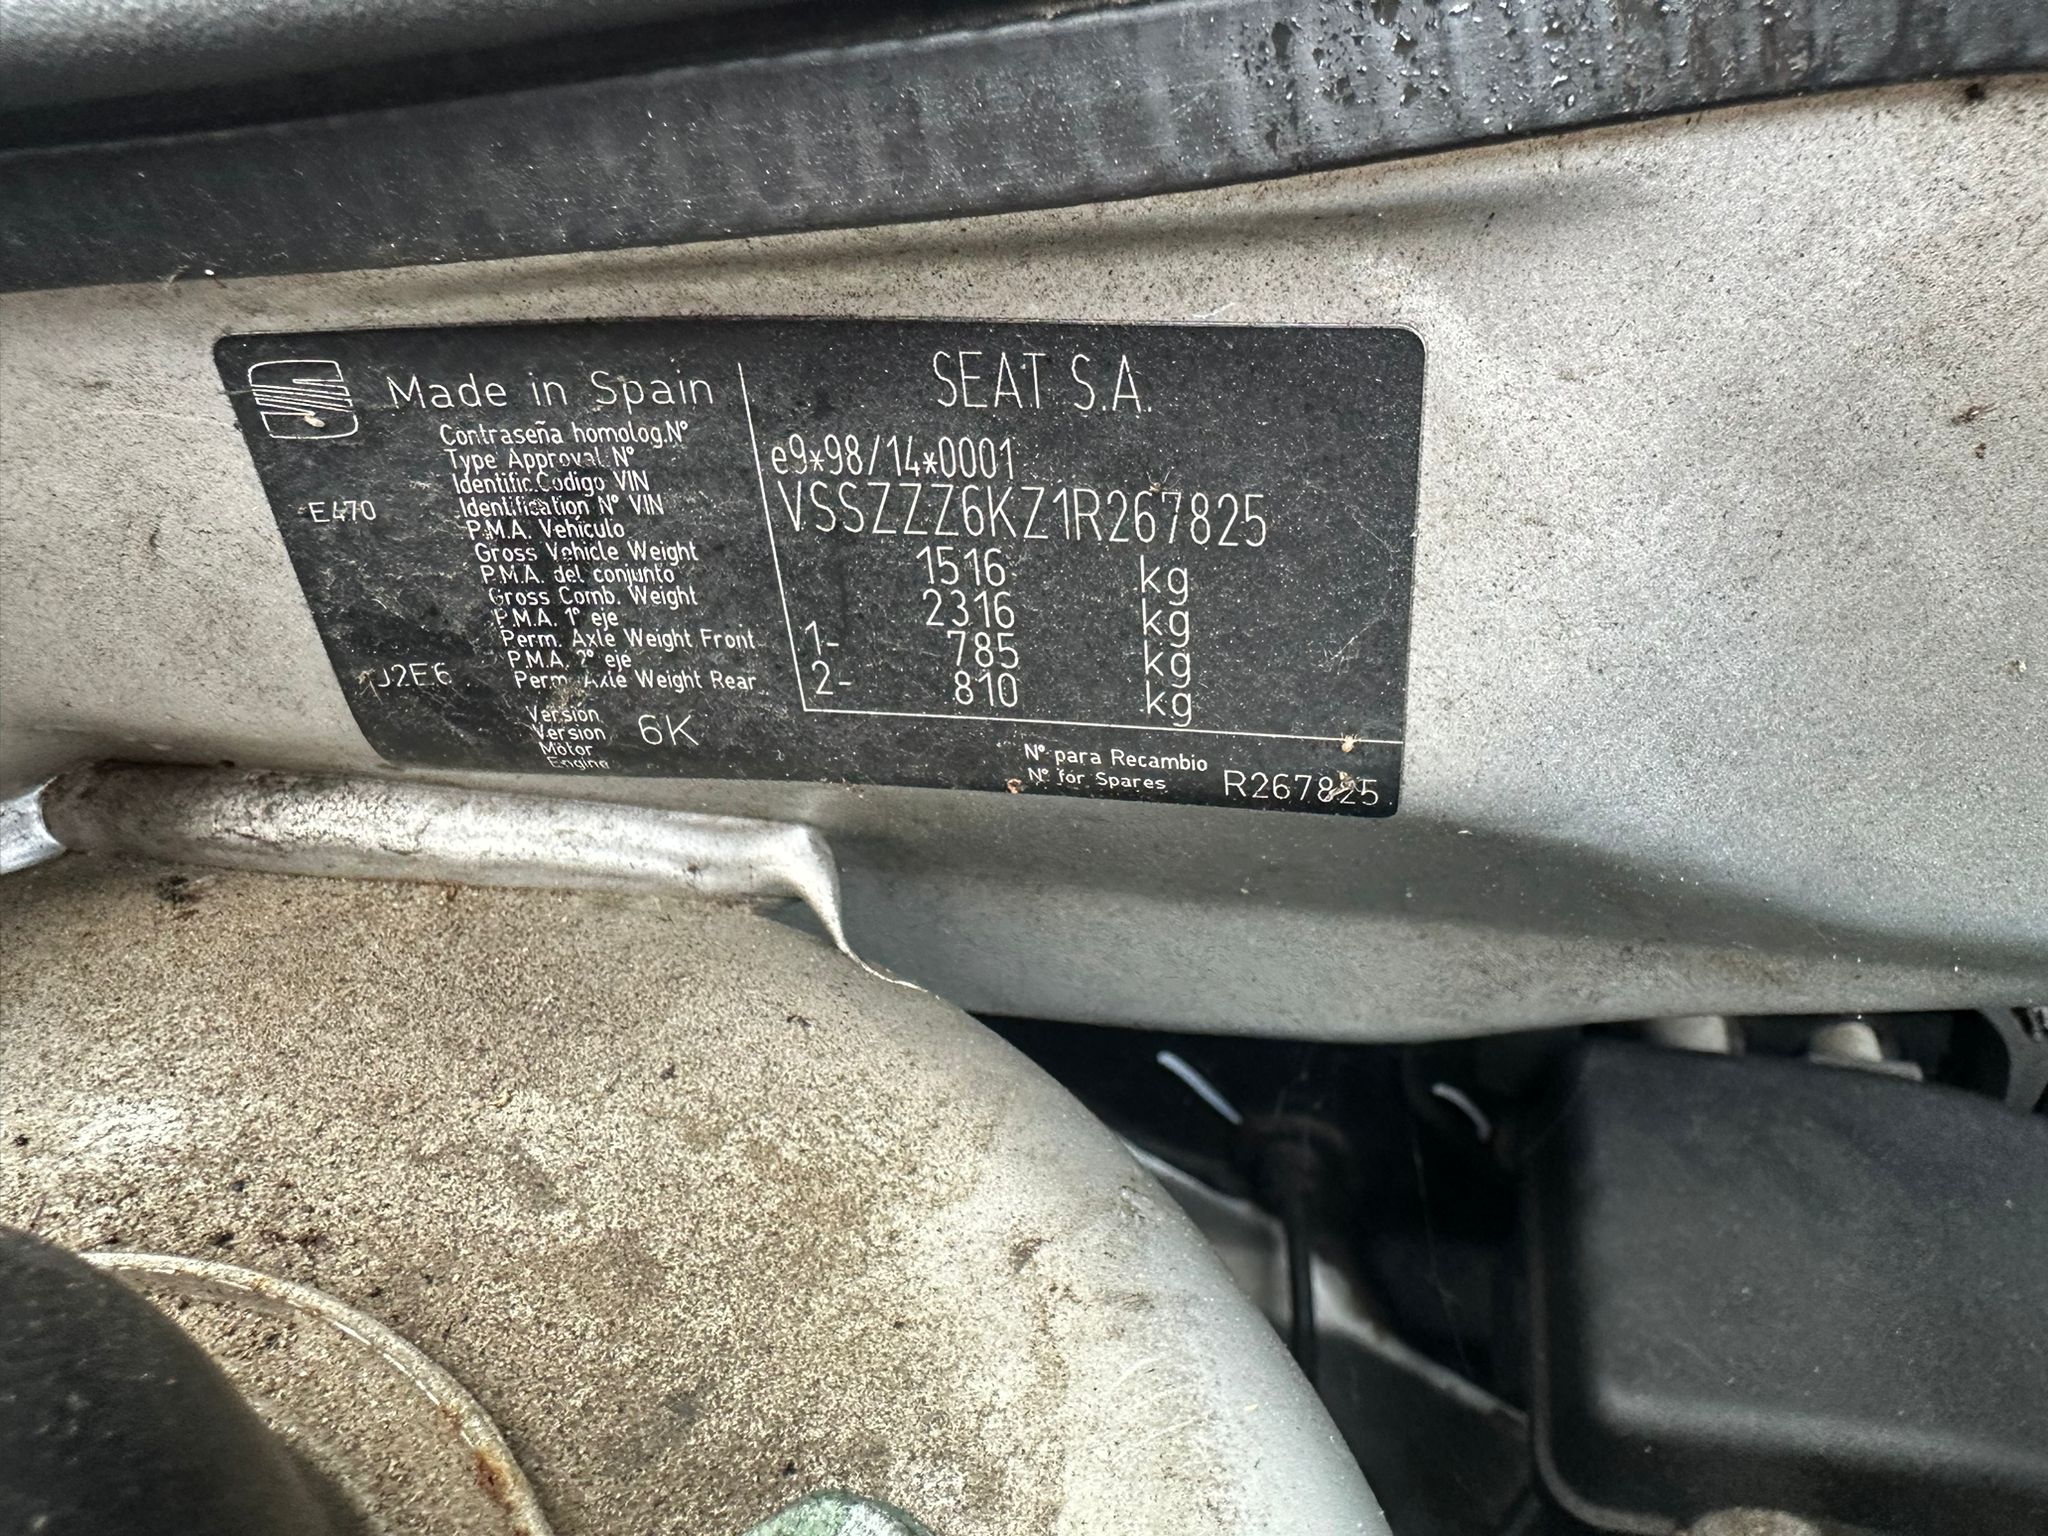 Made in Spain
SEAT S.A.
Contraseña homolog.Nº
Type Approval Nº
e9*98/14*0001
Identific.Codigo VIN
Identification Nº VIN
VSSZZZ6KZ1R267825
E470
P.M.A. Vehículo
Gross Vehicle Weight
1516 kg
P.M.A. del conjunto
Gross Comb. Weight
2316 kg
P.M.A. 1º eje
Perm. Axle Weight Front
1- 785 kg
P.M.A. 2º eje
Perm. Axle Weight Rear
2- 810 kg
J2E6
Versión
Version
6K
Motor
Engine
Nº para Recambio
Nº for Spares
R267825